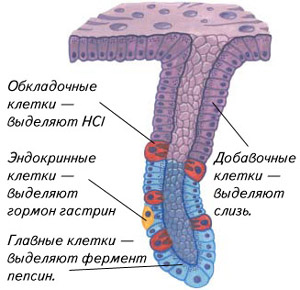 Обкладочные
клетки —
выделяют HCl
Эндокринные
клетки —
выделяют
гормон гастрин
Главные клетки —
выделяют фермент
пепсин.
Добавочные
клетки —
выделяют
слизь.